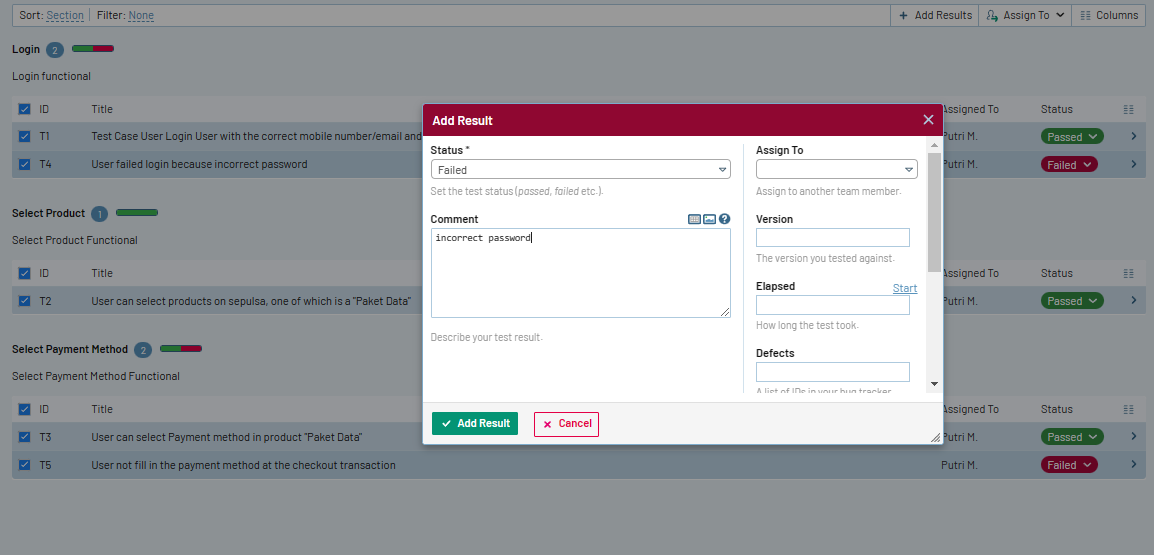 Sort: Section Filter: None
Add Results Assign To Columns
Login 2
Login functional
ID Title Assigned To Status
T1 Test Case User Login User with the correct mobile number/email and Putri M. Passed
T4 User failed login because incorrect password Putri M. Failed
Select Product 1
Select Product Functional
ID Title Assigned To Status
T2 User can select products on sepulsa, one of which is a "Paket Data" Putri M. Passed
Select Payment Method 2
Select Payment Method Functional
ID Title Assigned To Status
T3 User can select Payment method in product "Paket Data" Putri M. Passed
T5 User not fill in the payment method at the checkout transaction Putri M. Failed
Add Result
Status *
Failed
Set the test status (passed, failed etc.).
Comment
incorrect password
Describe your test result.
Assign To
Assign to another team member.
Version
The version you tested against.
Elapsed Start
How long the test took.
Defects
A list of IDs in your bug tracker.
Add Result Cancel